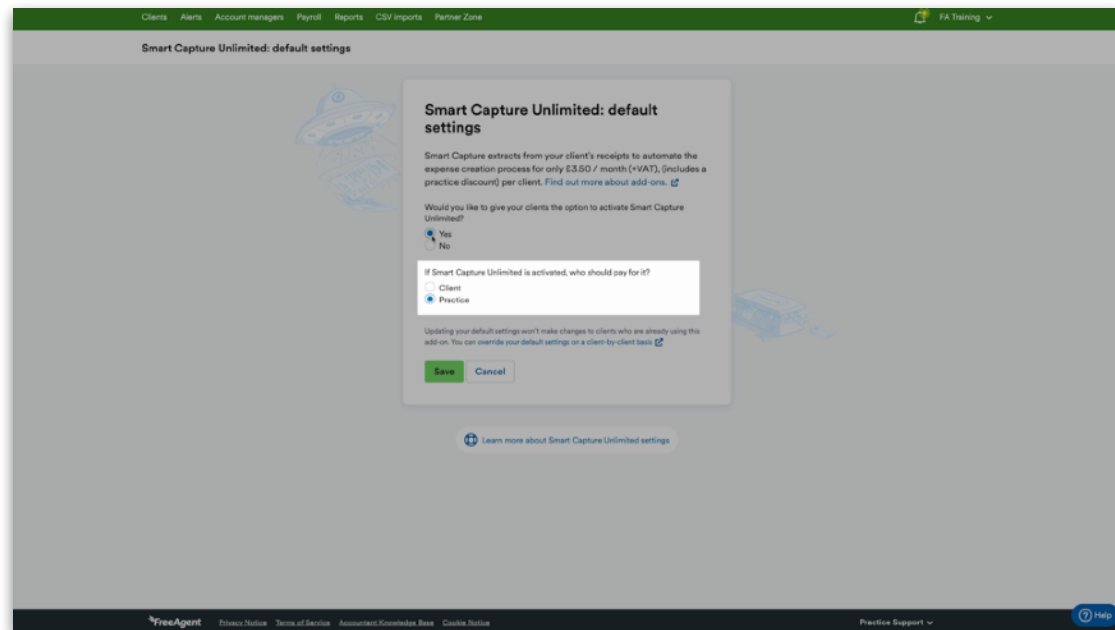 Clients Alerts Account managers Payroll Reports CSV imports Partner Zone FA Training
Smart Capture Unlimited: default settings
Smart Capture Unlimited: default
settings
Smart Capture extracts from your client's receipts to automate the
expense creation process for only £3.50 / month (+VAT), (includes a
practice discount) per client. Find out more about add-ons.
Would you like to give your clients the option to activate Smart Capture
Unlimited?
Yes
No
If Smart Capture Unlimited is activated, who should pay for it?
Client
Practice
Updating your default settings won't make changes to clients who are already using this
add-on. You can override your default settings on a client-by-client basis
Save Cancel
Learn more about Smart Capture Unlimited settings
FreeAgent Privacy Notice Terms of Service Accountant Knowledge Base Cookie Notice Practice Support
Help